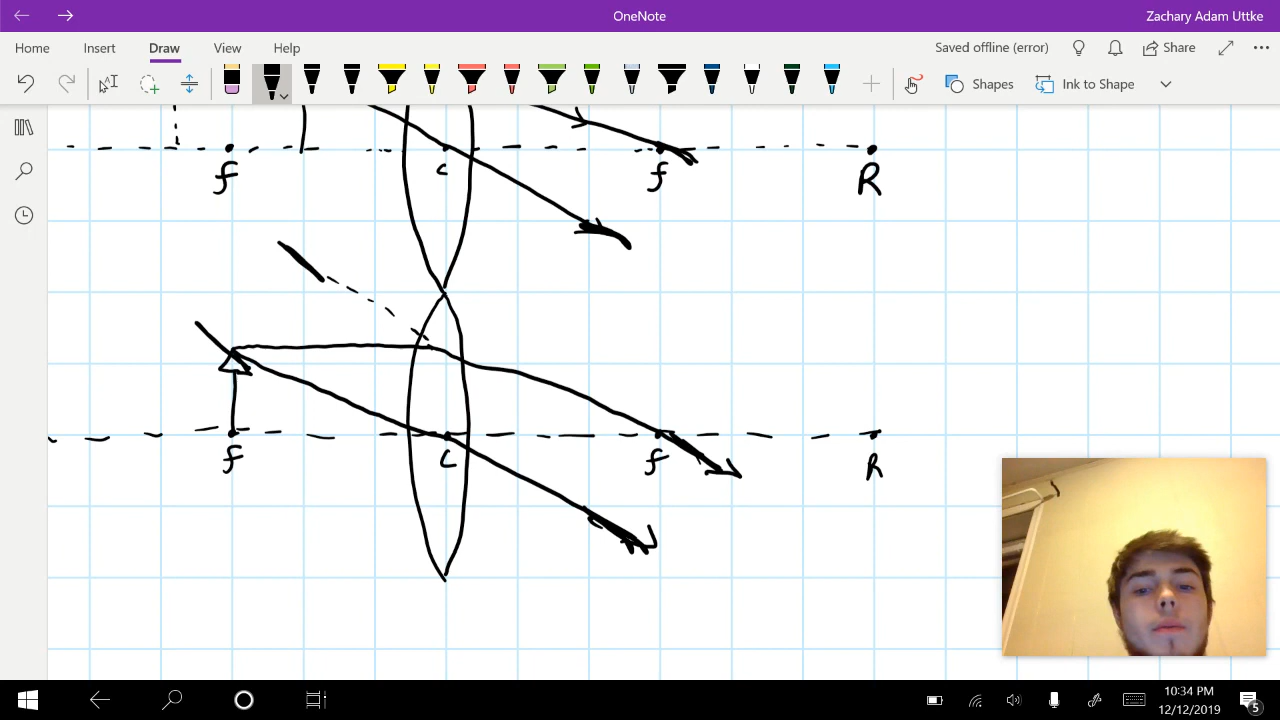 OneNote
Zachary Adam Uttke
Home Insert Draw View Help
Saved offline (error) Share
Shapes Ink to Shape
f c f R
f c f R
10:34 PM
12/12/2019
5